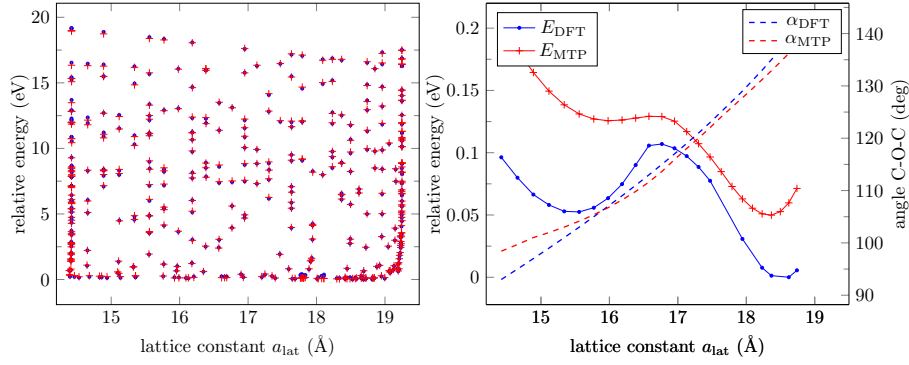 relative energy (eV)
20
15
10
5
0
15
16
17
18
19
lattice constant a_lat (Å)
relative energy (eV)
0.2
0.15
0.1
0.05
0
E_DFT
E_MTP
α_DFT
α_MTP
140
130
120
110
100
90
angle C-O-C (deg)
15
16
17
18
19
lattice constant a_lat (Å)